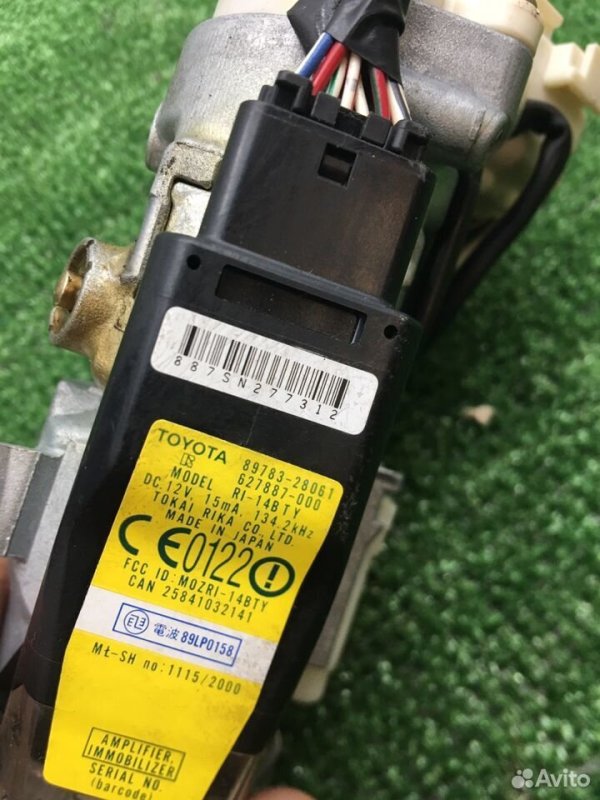 887SN277312
TOYOTA 89783-28061
627887-000
MODEL RI-14BTY
DC.12V, 15mA, 134.2kHz
TOKAI RIKA CO., LTD.
MADE IN JAPAN
CE0122
FCC ID:MOZRI-14BTY
CAN 25841032141
電波 89LP0158
Mt-SH no:1115/2000
AMPLIFIER,
IMMOBILIZER
SERIAL NO.
(barcode)
Avito